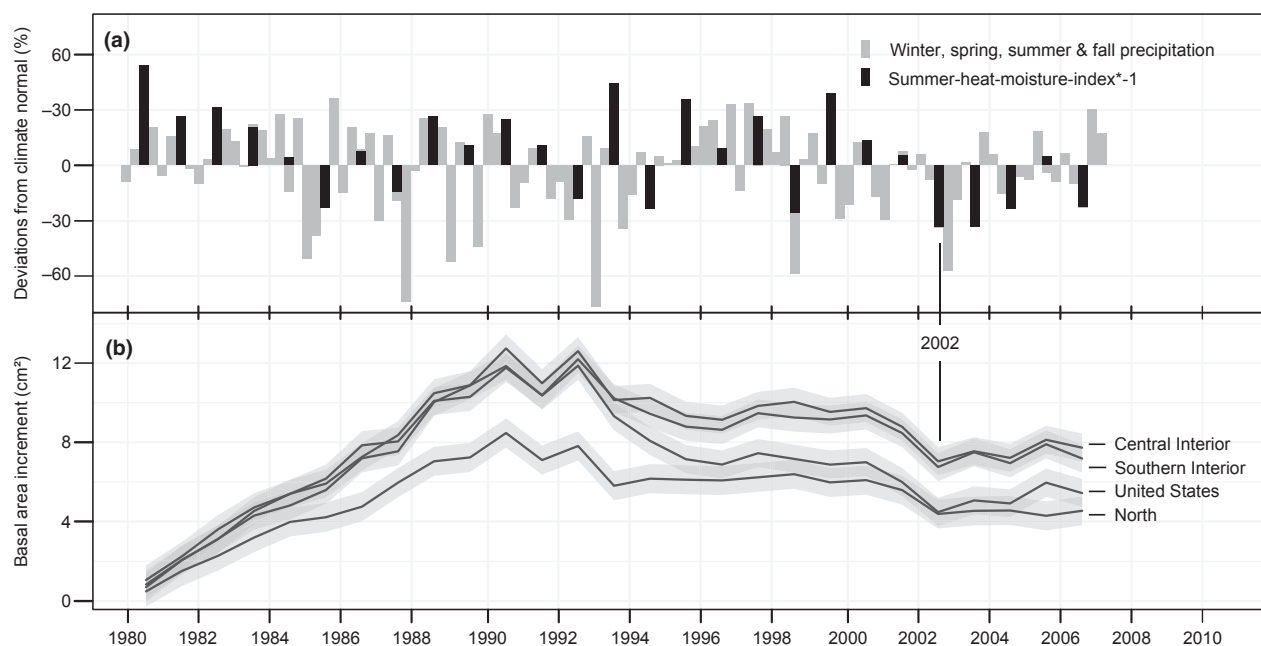 (a)
Deviations from climate normal (%)
60
–30
0
–30
–60
Winter, spring, summer & fall precipitation
Summer-heat-moisture-index*-1
2002
(b)
Basal area increment (cm²)
12
8
4
0
Central Interior
Southern Interior
United States
North
1980 1982 1984 1986 1988 1990 1992 1994 1996 1998 2000 2002 2004 2006 2008 2010